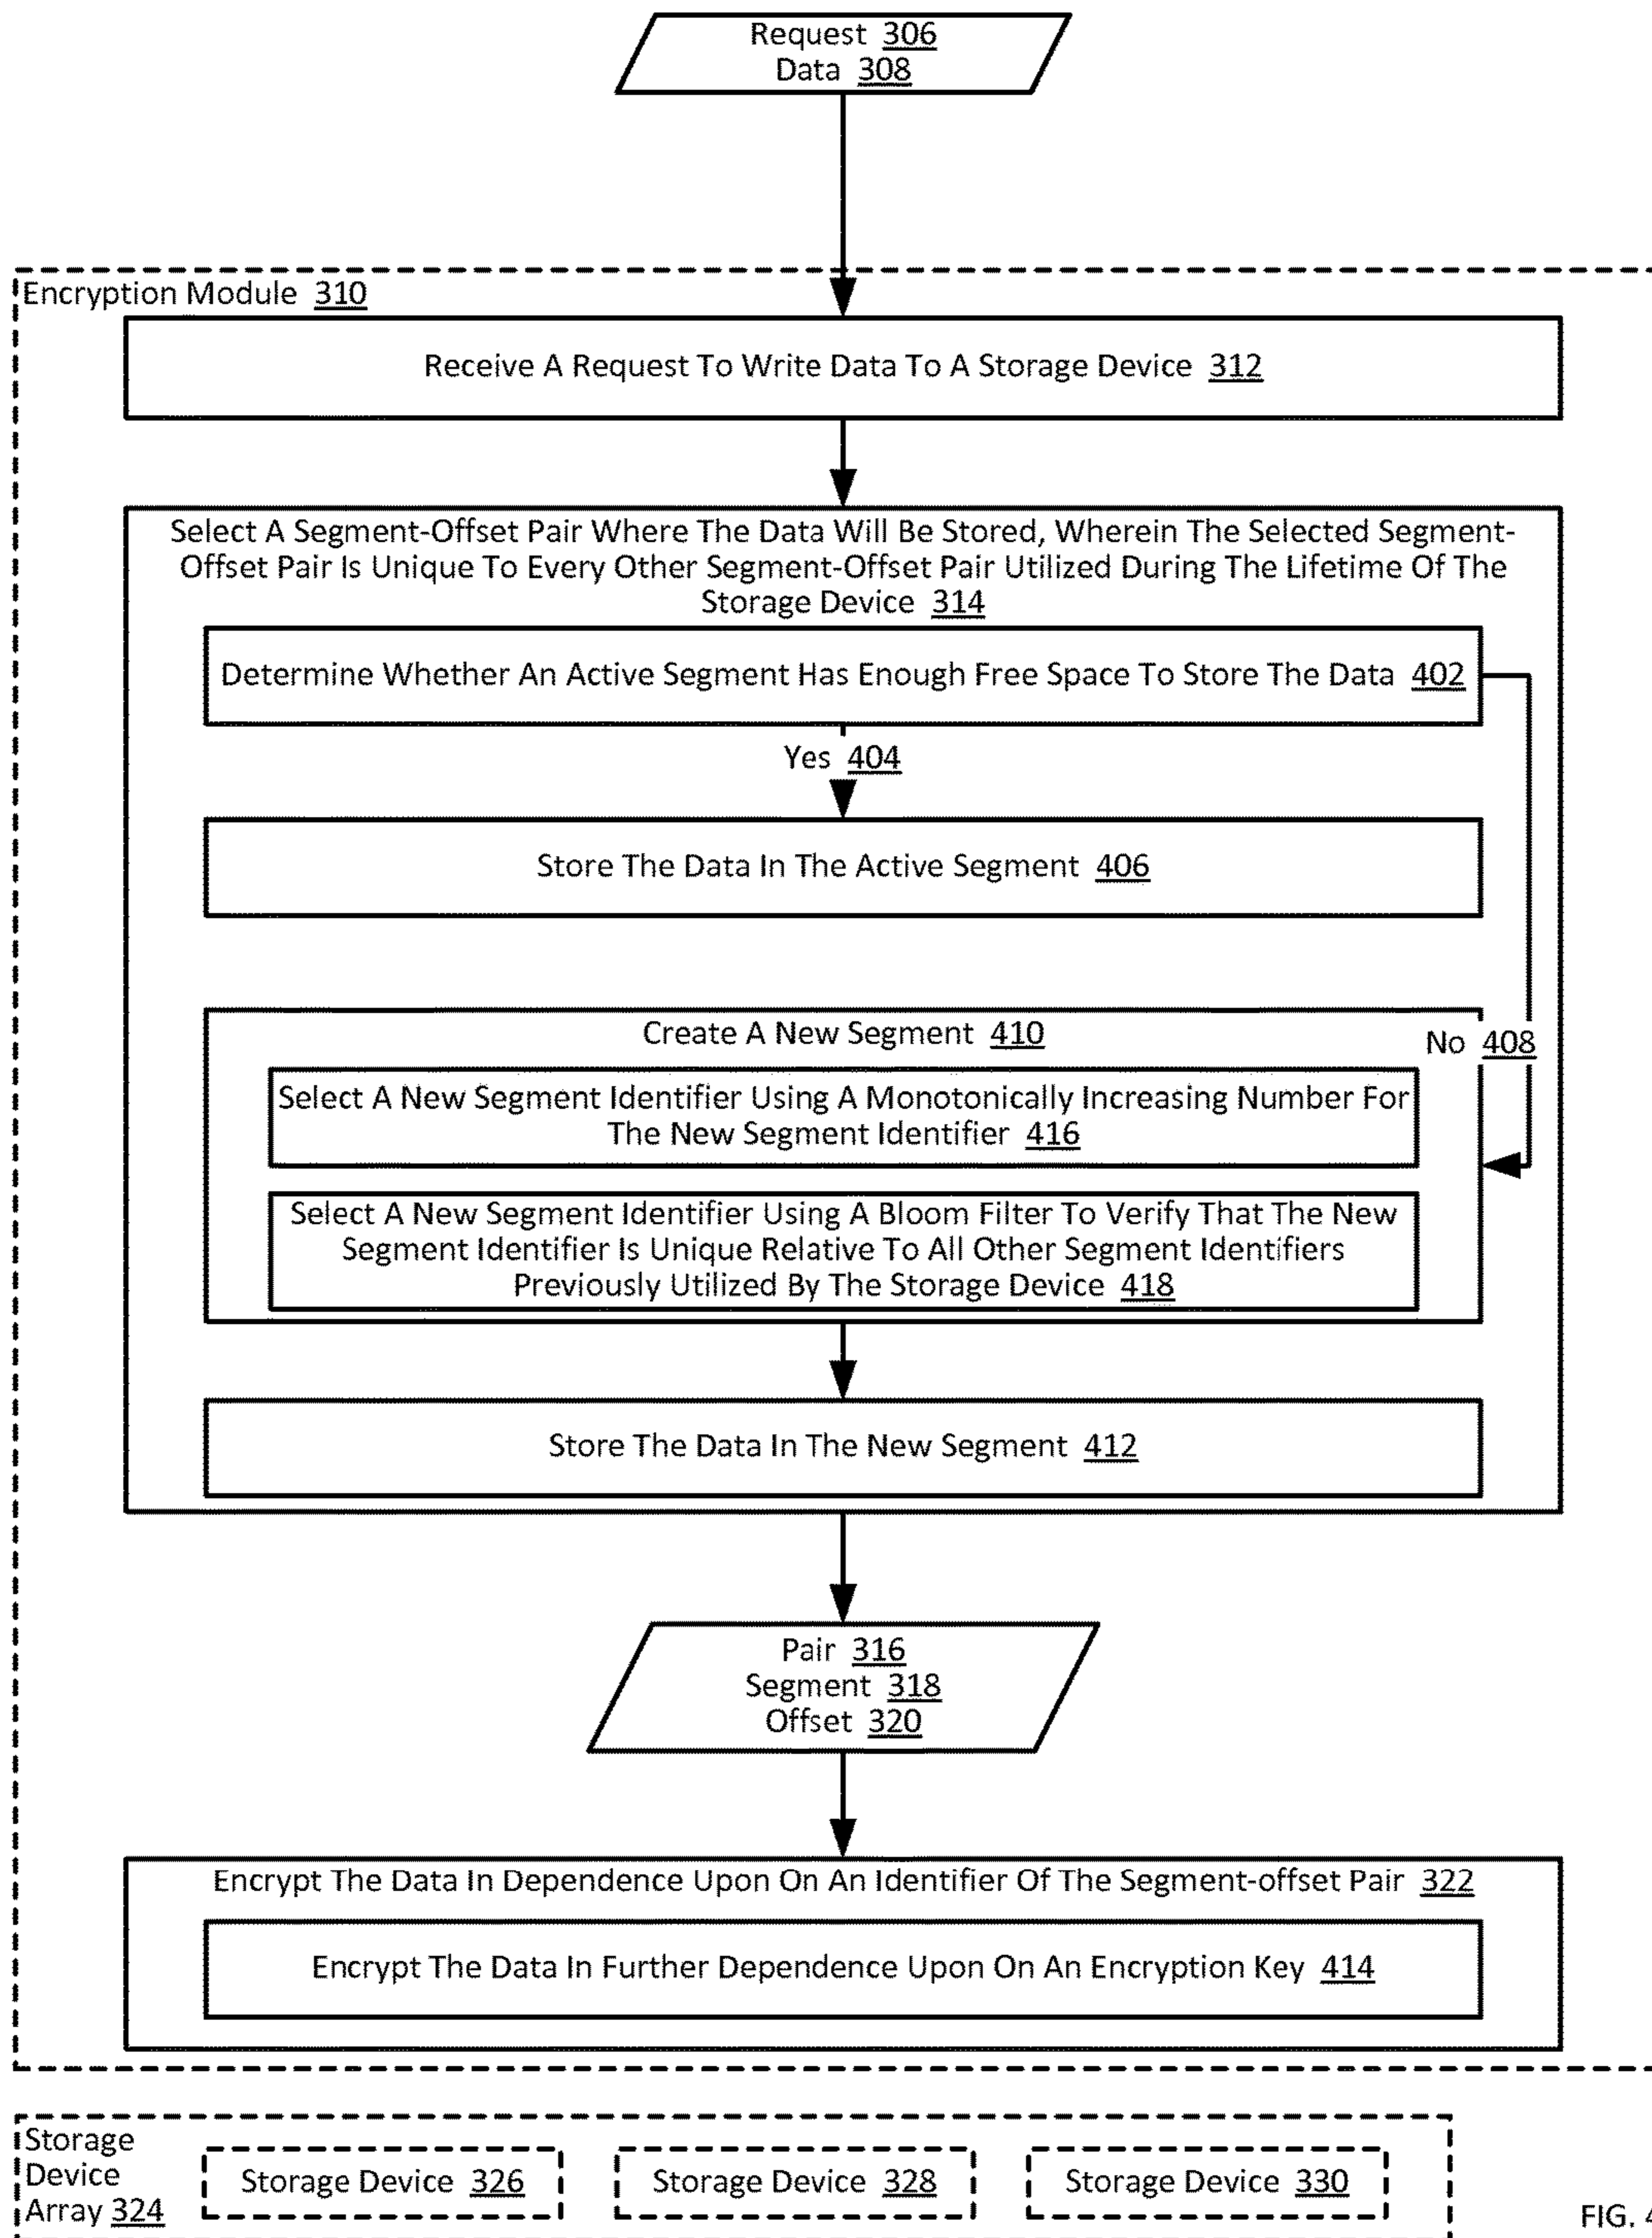 Request 306
Data 308
Encryption Module 310
Receive A Request To Write Data To A Storage Device 312
Select A Segment-Offset Pair Where The Data Will Be Stored, Wherein The Selected Segment-
Offset Pair Is Unique To Every Other Segment-Offset Pair Utilized During The Lifetime Of The
Storage Device 314
Determine Whether An Active Segment Has Enough Free Space To Store The Data 402
Yes 404
Store The Data In The Active Segment 406
Create A New Segment 410
No 408
Select A New Segment Identifier Using A Monotonically Increasing Number For
The New Segment Identifier 416
Select A New Segment Identifier Using A Bloom Filter To Verify That The New
Segment Identifier Is Unique Relative To All Other Segment Identifiers
Previously Utilized By The Storage Device 418
Store The Data In The New Segment 412
Pair 316
Segment 318
Offset 320
Encrypt The Data In Dependence Upon On An Identifier Of The Segment-offset Pair 322
Encrypt The Data In Further Dependence Upon On An Encryption Key 414
Storage
Device
Array 324
Storage Device 326
Storage Device 328
Storage Device 330
FIG. 4